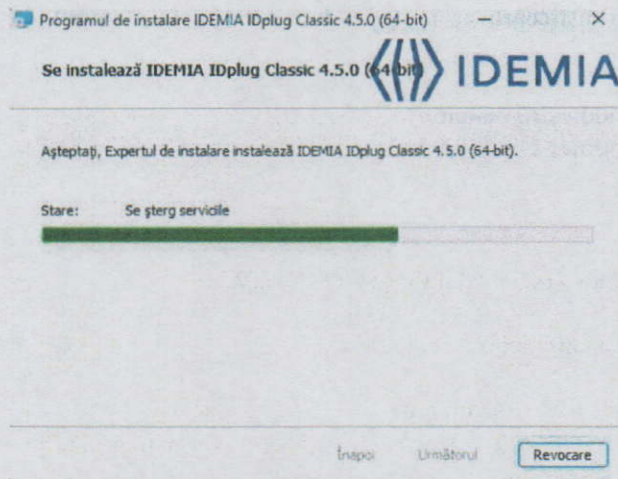 Programul de instalare IDEMIA IDplug Classic 4.5.0 (64-bit)
Se instalează IDEMIA IDplug Classic 4.5.0 (64-bit)
IDEMIA
Așteptați, Expertul de instalare instalează IDEMIA IDplug Classic 4.5.0 (64-bit).
Stare: Se șterg serviciile
Înapoi Următorul Revocare